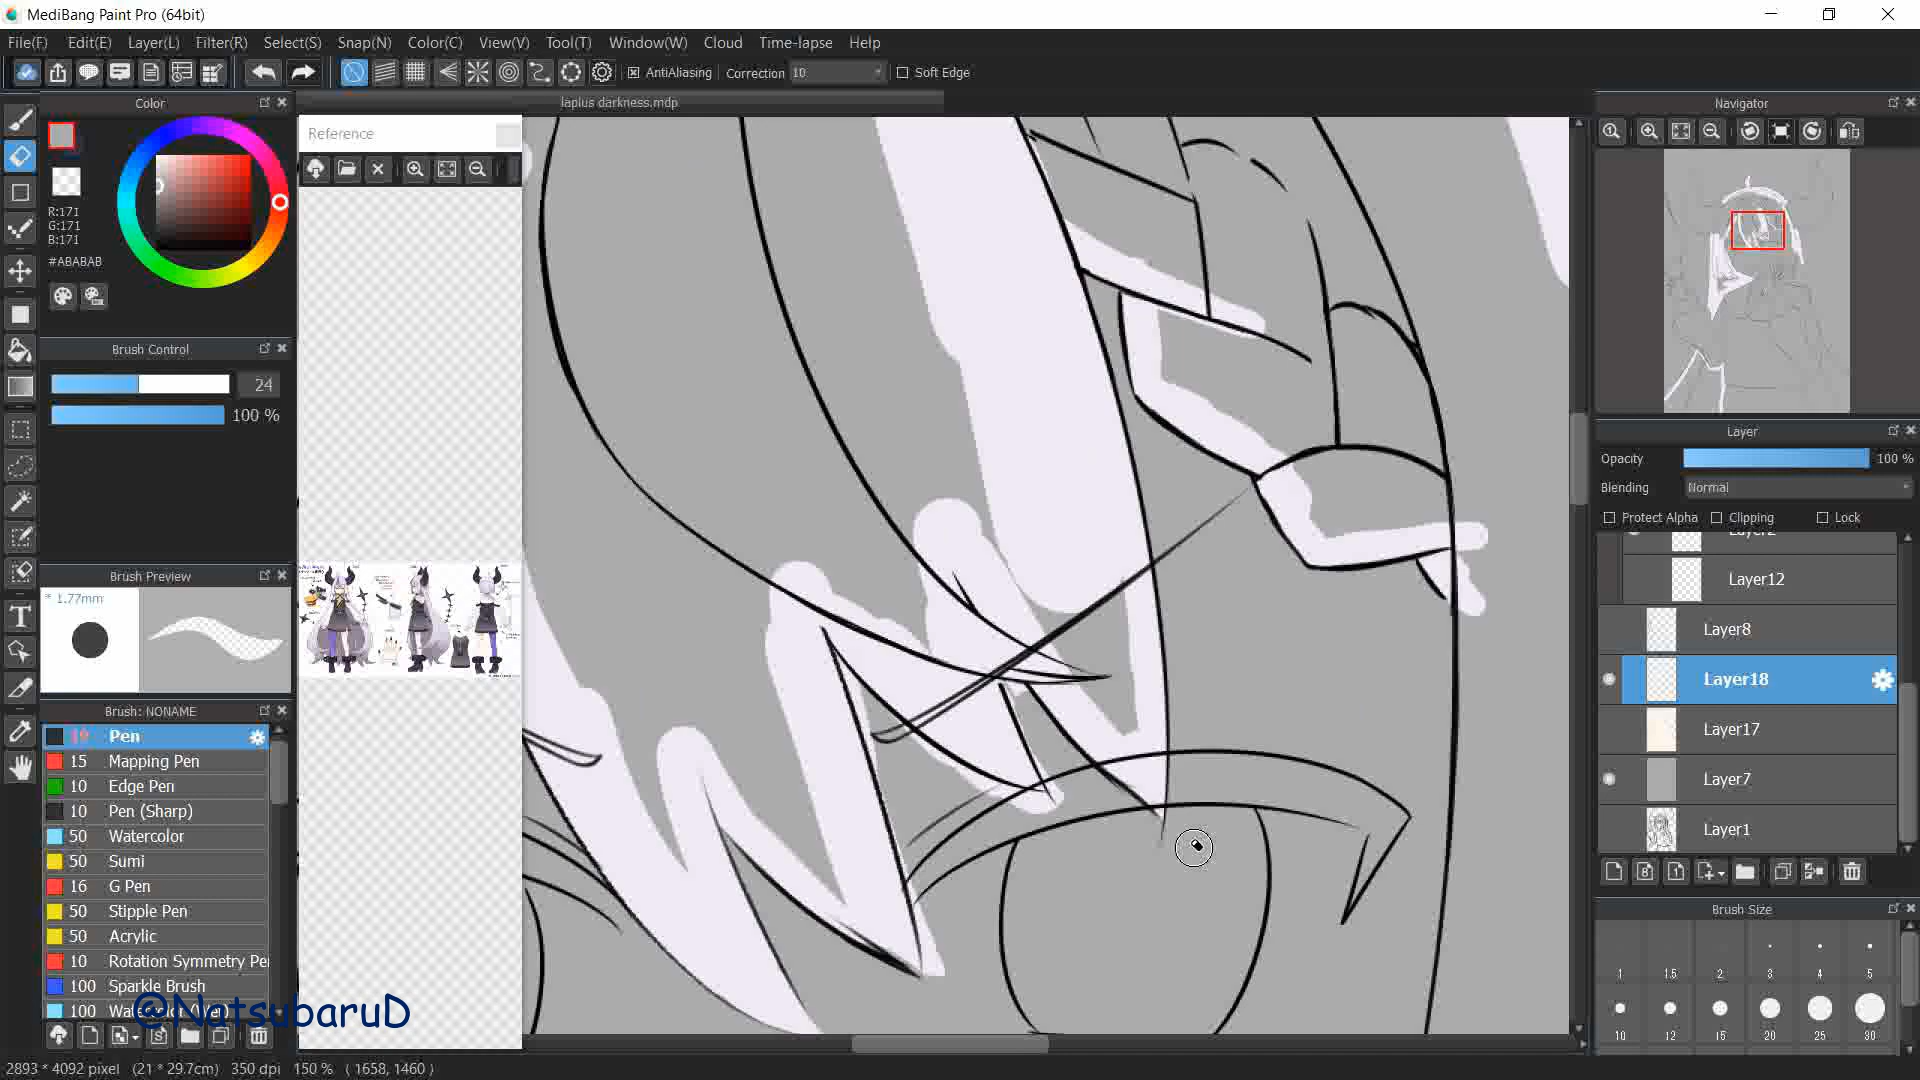 MediBang Paint Pro (64bit)
File(F) Edit(E) Layer(L) Filter(R) Select(S) Snap(N) Color(C) View(V) Tool(T) Window(W) Cloud Time-lapse Help
AntiAliasing Correction 10 Soft Edge
Color
laplus darkness.mdp
Navigator
Reference
R:171
G:171
B:171
#ABABAB
Brush Control
24
100 %
Layer
Opacity 100 %
Blending Normal
Protect Alpha Clipping Lock
Layer2
Layer12
Layer8
Layer18
Layer17
Layer7
Layer1
Brush Preview
* 1.77mm
Brush: NONAME
Pen
15 Mapping Pen
10 Edge Pen
10 Pen (Sharp)
50 Watercolor
50 Sumi
16 G Pen
50 Stipple Pen
50 Acrylic
10 Rotation Symmetry Pe
100 Sparkle Brush
100
@NatsubaruD
Brush Size
1 1.5 2 3 4 5
10 12 15 20 25 30
2893 * 4092 pixel (21 * 29.7cm) 350 dpi 150 % ( 1658, 1460 )